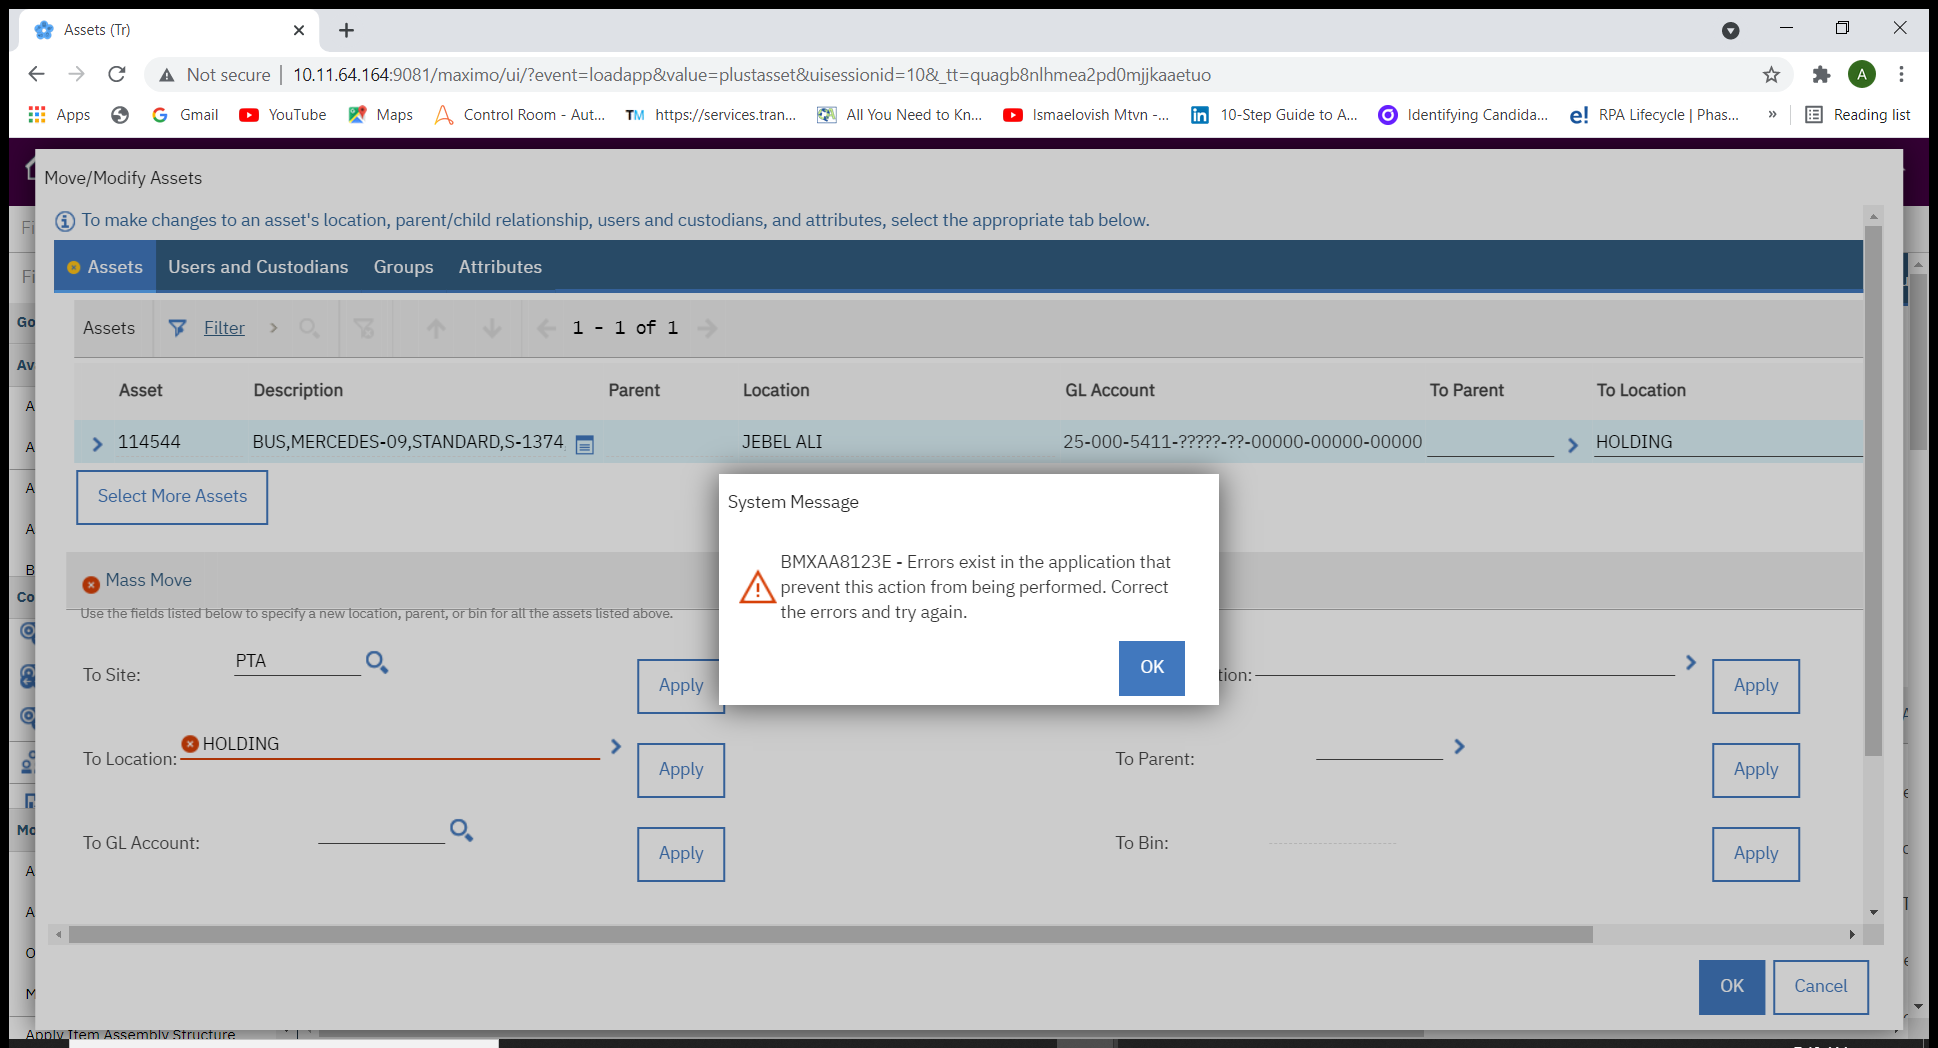 Assets (Tr)
Not secure | 10.11.64.164:9081/maximo/ui/?event=loadapp&value=plustasset&uisessionid=10&_tt=quagb8nlhmea2pd0mjjkaaetuo
A
Apps Gmail YouTube Maps Control Room - Aut... TM https://services.tran... All You Need to Kn... Ismaelovish Mtvn -... 10-Step Guide to A... Identifying Candida... e! RPA Lifecycle | Phas... » Reading list
Move/Modify Assets
To make changes to an asset's location, parent/child relationship, users and custodians, and attributes, select the appropriate tab below.
Assets Users and Custodians Groups Attributes
Assets Filter 1 - 1 of 1
Asset Description Parent Location GL Account To Parent To Location
114544 BUS,MERCEDES-09,STANDARD,S-1374, JEBEL ALI 25-000-5411-?????-??-00000-00000-00000 HOLDING
Select More Assets
System Message
BMXAA8123E - Errors exist in the application that
prevent this action from being performed. Correct
the errors and try again.
OK
Mass Move
Use the fields listed below to specify a new location, parent, or bin for all the assets listed above.
To Site: PTA Apply tion: Apply
To Location: HOLDING Apply To Parent: Apply
To GL Account: Apply To Bin: Apply
OK Cancel
Apply Item Assembly Structure